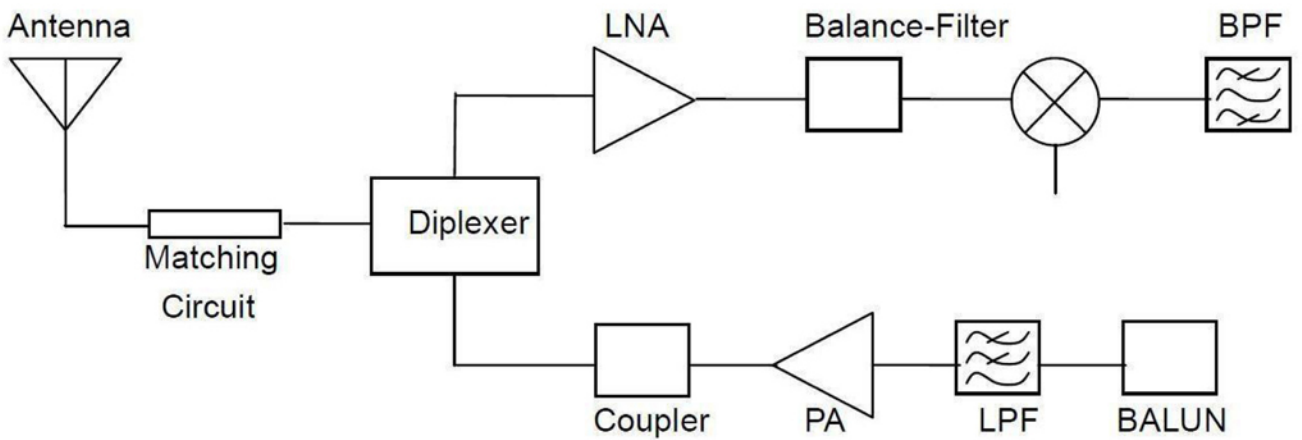 Antenna
LNA
Balance-Filter
BPF
Diplexer
Matching
Circuit
Coupler
PA
LPF
BALUN